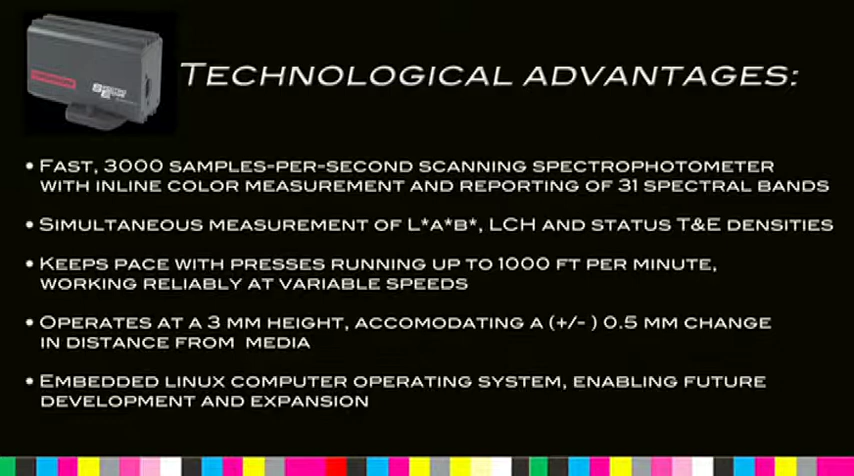 TECHNOLOGICAL ADVANTAGES:
• FAST, 3000 SAMPLES-PER-SECOND SCANNING SPECTROPHOTOMETER
WITH INLINE COLOR MEASUREMENT AND REPORTING OF 31 SPECTRAL BANDS
• SIMULTANEOUS MEASUREMENT OF L*A*B*, LCH AND STATUS T&E DENSITIES
• KEEPS PACE WITH PRESSES RUNNING UP TO 1000 FT PER MINUTE,
WORKING RELIABLY AT VARIABLE SPEEDS
• OPERATES AT A 3 MM HEIGHT, ACCOMODATING A (+/- ) 0.5 MM CHANGE
IN DISTANCE FROM MEDIA
• EMBEDDED LINUX COMPUTER OPERATING SYSTEM, ENABLING FUTURE
DEVELOPMENT AND EXPANSION